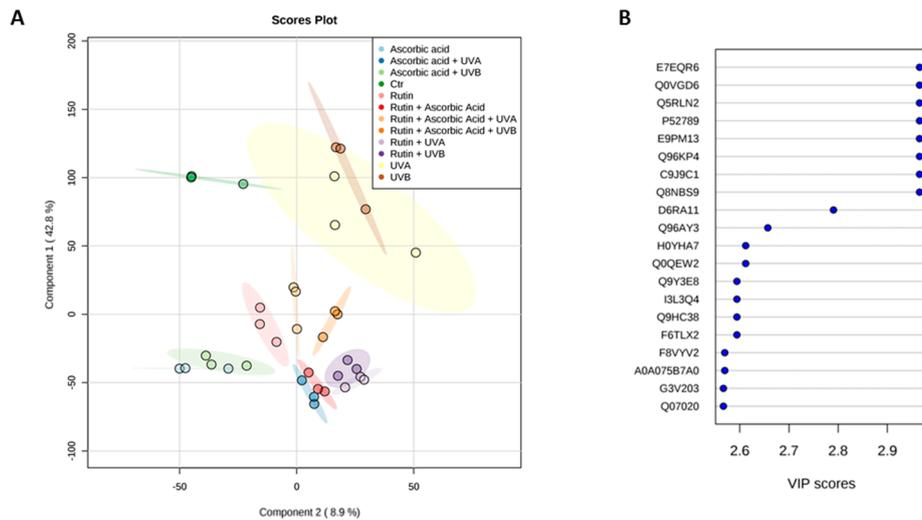 A
Scores Plot
Component 1 ( 42.8 %)
200
150
100
50
0
-50
-100
-50
0
50
Component 2 ( 8.9 %)
Ascorbic acid
Ascorbic acid + UVA
Ascorbic acid + UVB
Ctr
Rutin
Rutin + Ascorbic Acid
Rutin + Ascorbic Acid + UVA
Rutin + Ascorbic Acid + UVB
Rutin + UVA
Rutin + UVB
UVA
UVB
B
E7EQR6
Q0VGD6
Q5RLN2
P52789
E9PM13
Q96KP4
C9J9C1
Q8NBS9
D6RA11
Q96AY3
H0YHA7
Q0QEW2
Q9Y3E8
I3L3Q4
Q9HC38
F6TLX2
F8VYV2
A0A075B7A0
G3V203
Q07020
2.6
2.7
2.8
2.9
VIP scores